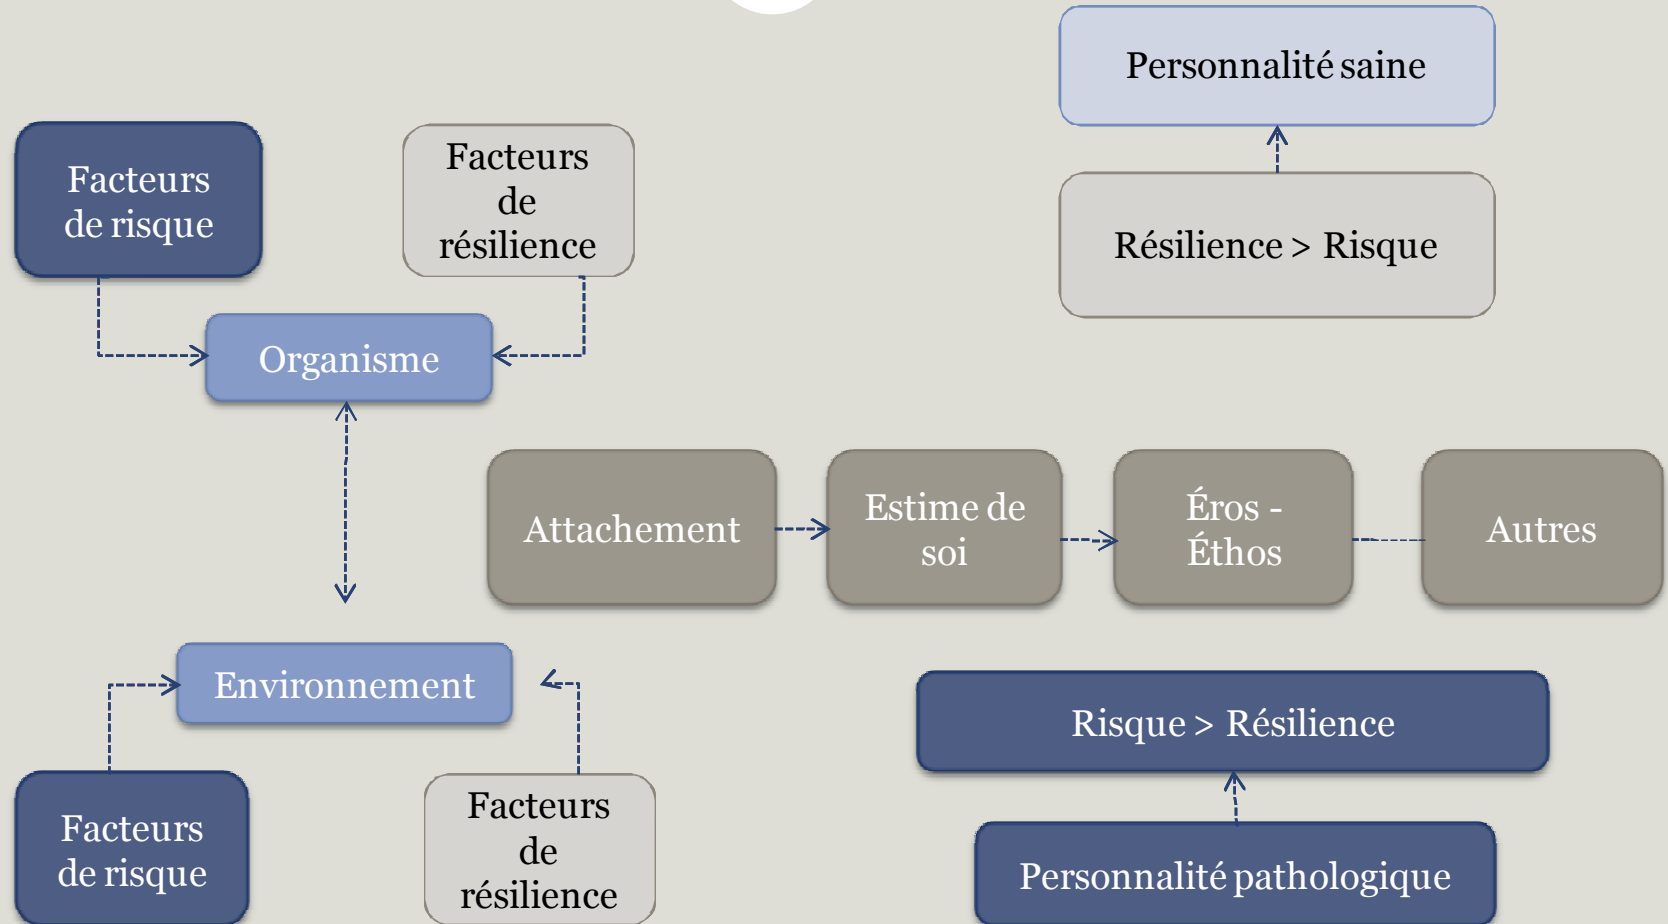 Personnalité saine
Facteurs
de risque
Facteurs
de
résilience
Résilience > Risque
Organisme
Attachement
Estime de
soi
Éros -
Éthos
Autres
Environnement
Risque > Résilience
Facteurs
de risque
Facteurs
de
résilience
Personnalité pathologique